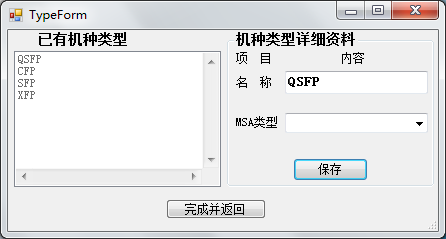 TypeForm
已有机种类型
QSFP
CFP
SFP
XFP
机种类型详细资料
项 目 内容
名 称 QSFP
MSA类型
保存
完成并返回